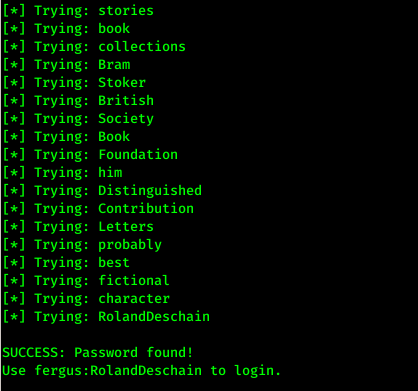 [*] Trying: stories
[*] Trying: book
[*] Trying: collections
[*] Trying: Bram
[*] Trying: Stoker
[*] Trying: British
[*] Trying: Society
[*] Trying: Book
[*] Trying: Foundation
[*] Trying: him
[*] Trying: Distinguished
[*] Trying: Contribution
[*] Trying: Letters
[*] Trying: probably
[*] Trying: best
[*] Trying: fictional
[*] Trying: character
[*] Trying: RolandDeschain
SUCCESS: Password found!
Use fergus:RolandDeschain to login.